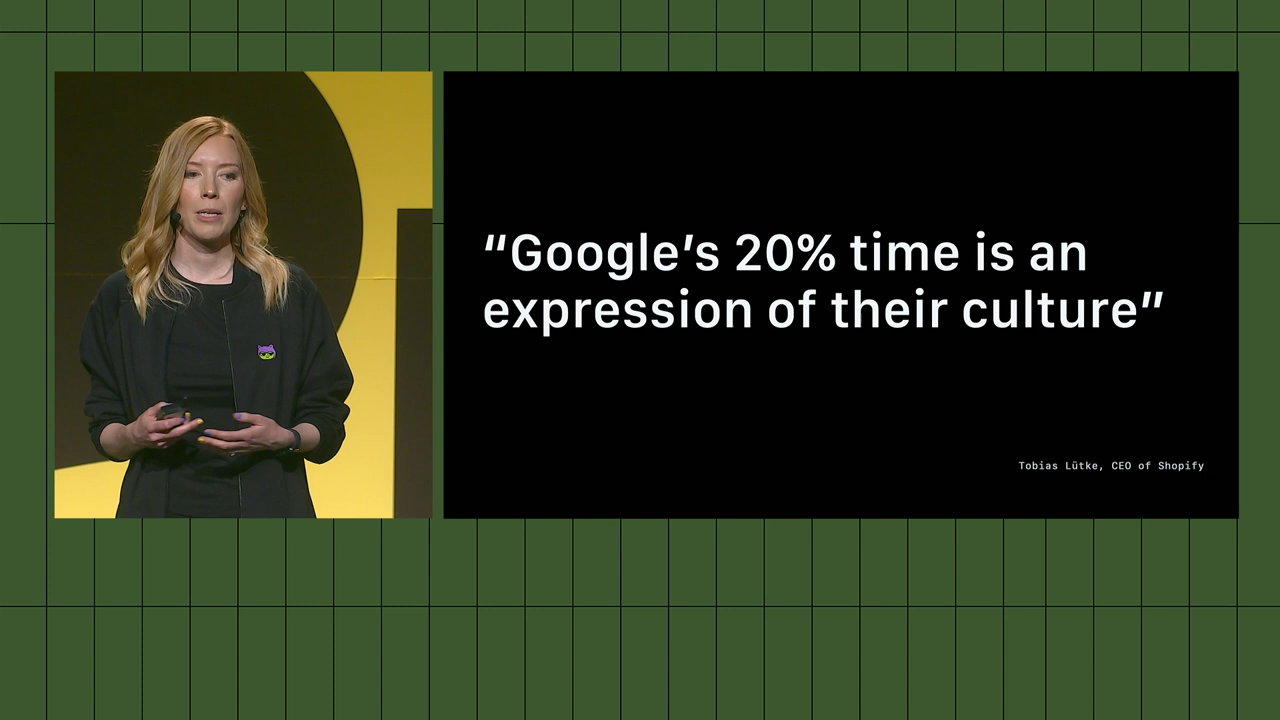 “Google’s 20% time is an
expression of their culture”
Tobias Lütke, CEO of Shopify